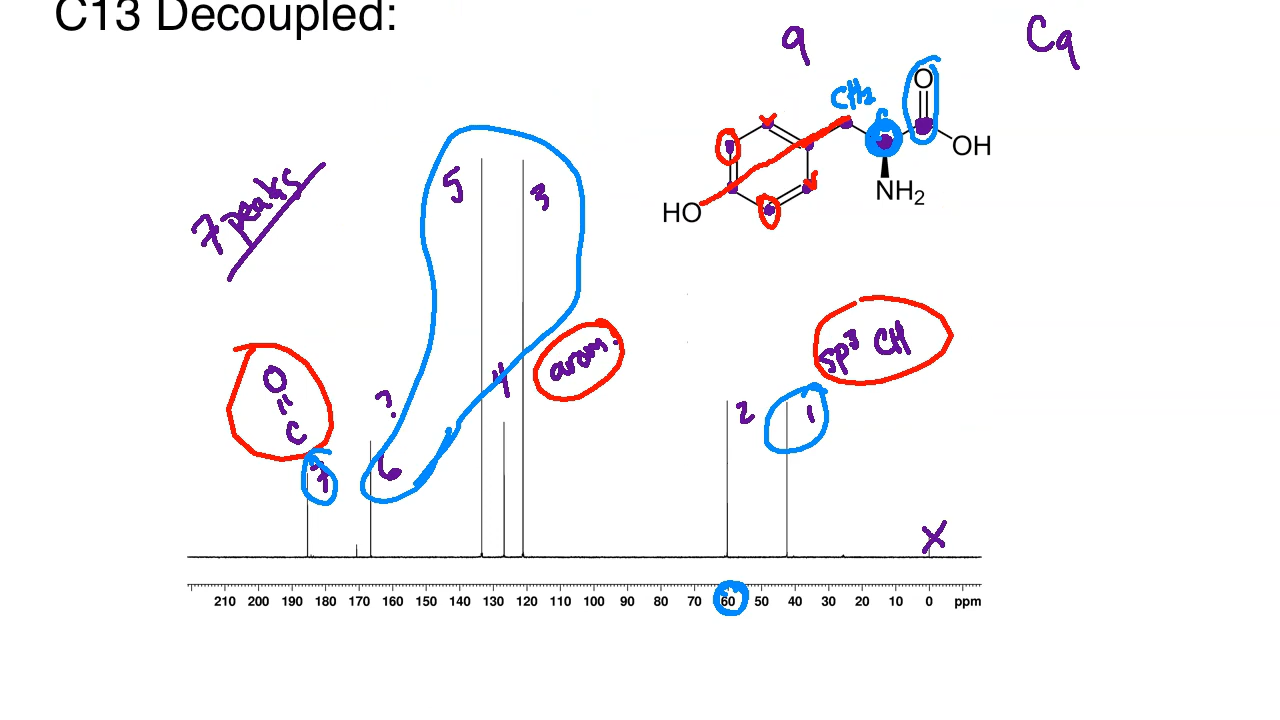 C13 Decoupled:
9
C9
O
CH2
C
OH
NH2
HO
7 peaks
5
3
sp3 CH
arom.
O
=
C
?
4
2
1
6
7
X
210 200 190 180 170 160 150 140 130 120 110 100 90 80 70 60 50 40 30 20 10 0 ppm